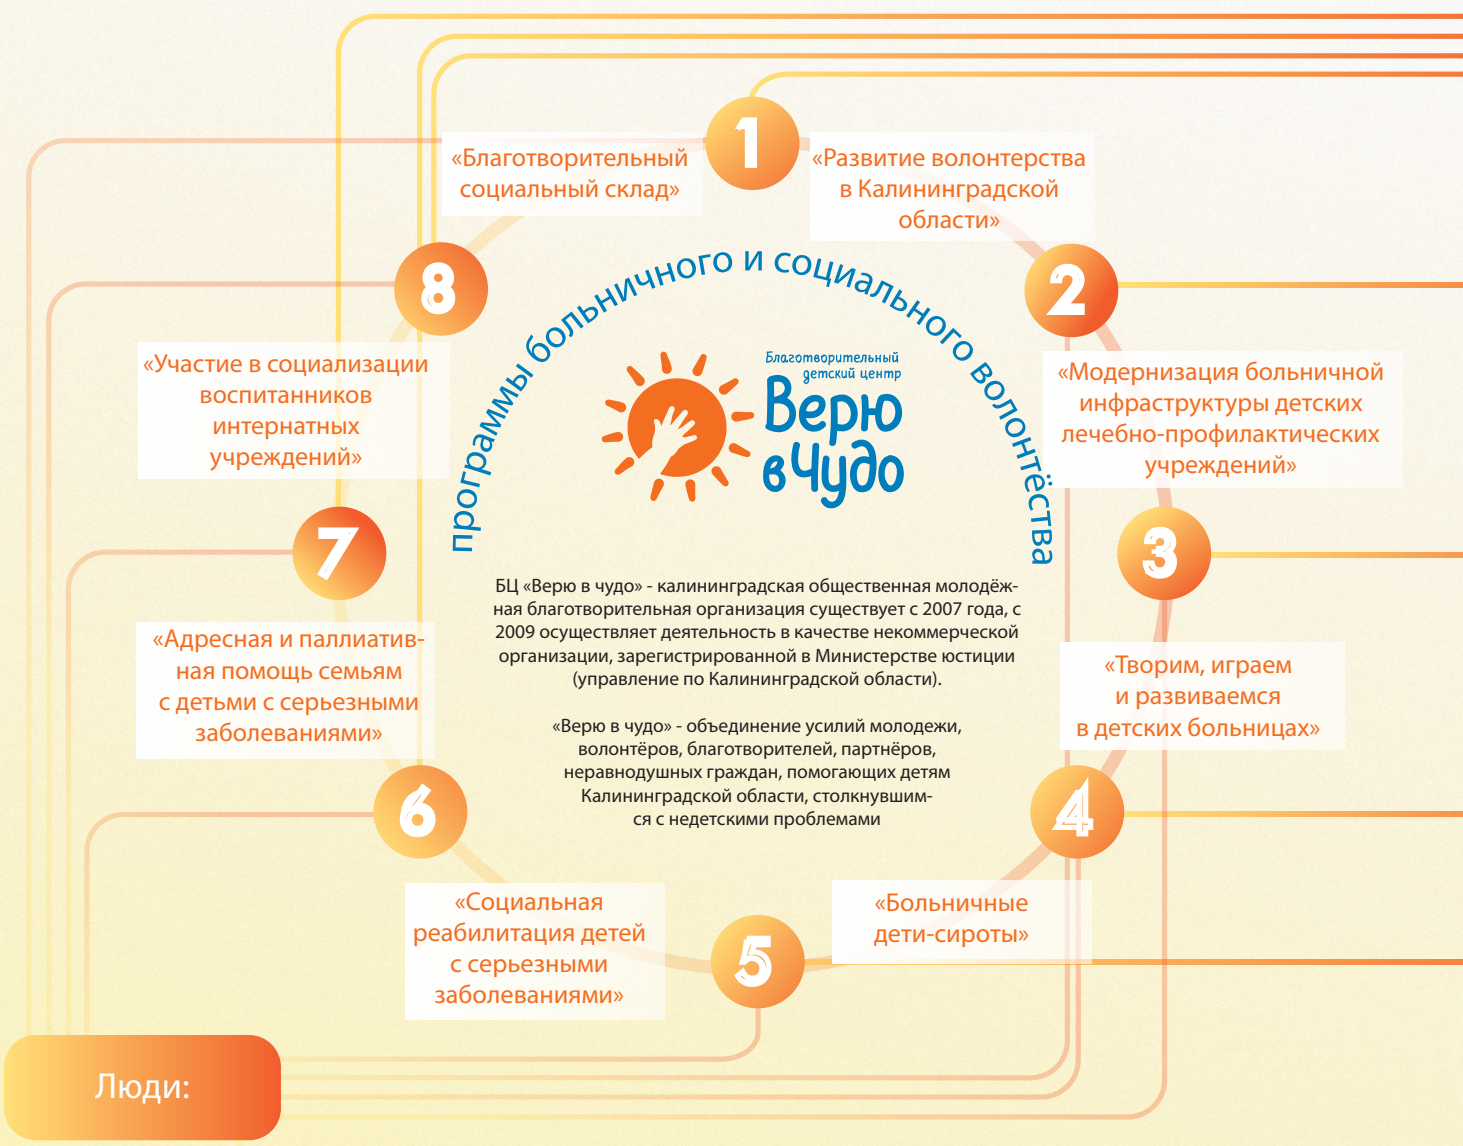 1
«Благотворительный
социальный склад»
«Развитие волонтерства
в Калининградской
области»
8
2
программы больничного и социального волонтёства
«Участие в социализации
воспитанников
интернатных
учреждений»
Благотворительный
детский центр
Верю
в Чудо
«Модернизация больничной
инфраструктуры детских
лечебно-профилактических
учреждений»
7
3
БЦ «Верю в чудо» - калининградская общественная молодёж-
ная благотворительная организация существует с 2007 года, с
2009 осуществляет деятельность в качестве некоммерческой
организации, зарегистрированной в Министерстве юстиции
(управление по Калининградской области).
«Адресная и паллиатив-
ная помощь семьям
с детьми с серьезными
заболеваниями»
«Творим, играем
и развиваемся
в детских больницах»
«Верю в чудо» - объединение усилий молодежи,
волонтёров, благотворителей, партнёров,
неравнодушных граждан, помогающих детям
Калининградской области, столкнувшим-
ся с недетскими проблемами
6
4
«Социальная
реабилитация детей
с серьезными
заболеваниями»
5
«Больничные
дети-сироты»
Люди: